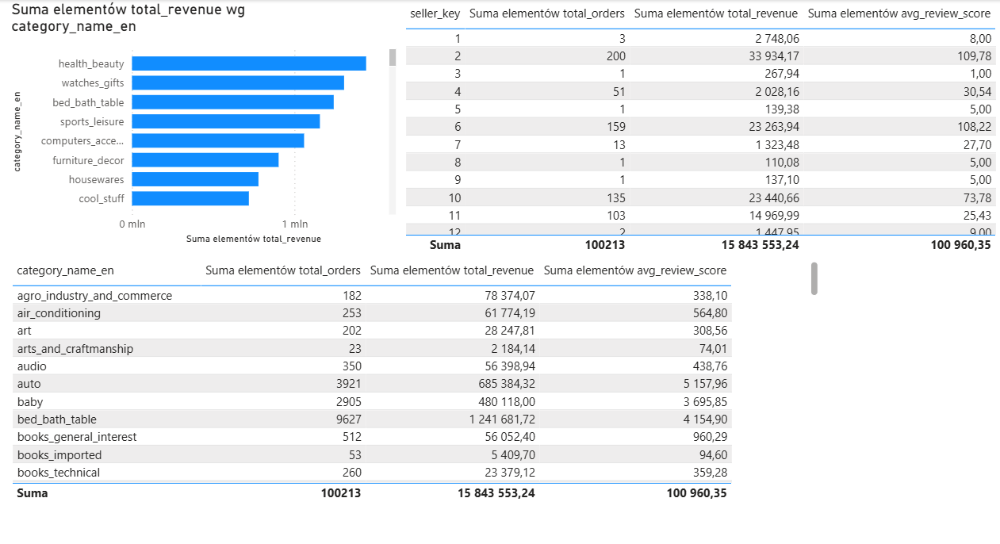 Suma elementów total_revenue wg
category_name_en
category_name_en
health_beauty
watches_gifts
bed_bath_table
sports_leisure
computers_acce...
furniture_decor
housewares
cool_stuff
0 mln 1 mln
Suma elementów total_revenue
seller_key Suma elementów total_orders Suma elementów total_revenue Suma elementów avg_review_score
1 3 2 748,06 8,00
2 200 33 934,17 109,78
3 1 267,94 1,00
4 51 2 028,16 30,54
5 1 139,38 5,00
6 159 23 263,94 108,22
7 13 1 323,48 27,70
8 1 110,08 5,00
9 1 137,10 5,00
10 135 23 440,66 73,78
11 103 14 969,99 25,43
12 2 1 447,95 9,00
Suma 100213 15 843 553,24 100 960,35
category_name_en Suma elementów total_orders Suma elementów total_revenue Suma elementów avg_review_score
agro_industry_and_commerce 182 78 374,07 338,10
air_conditioning 253 61 774,19 564,80
art 202 28 247,81 308,56
arts_and_craftmanship 23 2 184,14 74,01
audio 350 56 398,94 438,76
auto 3921 685 384,32 5 157,96
baby 2905 480 118,00 3 695,85
bed_bath_table 9627 1 241 681,72 4 154,90
books_general_interest 512 56 052,40 960,29
books_imported 53 5 409,70 94,60
books_technical 260 23 379,12 359,28
Suma 100213 15 843 553,24 100 960,35